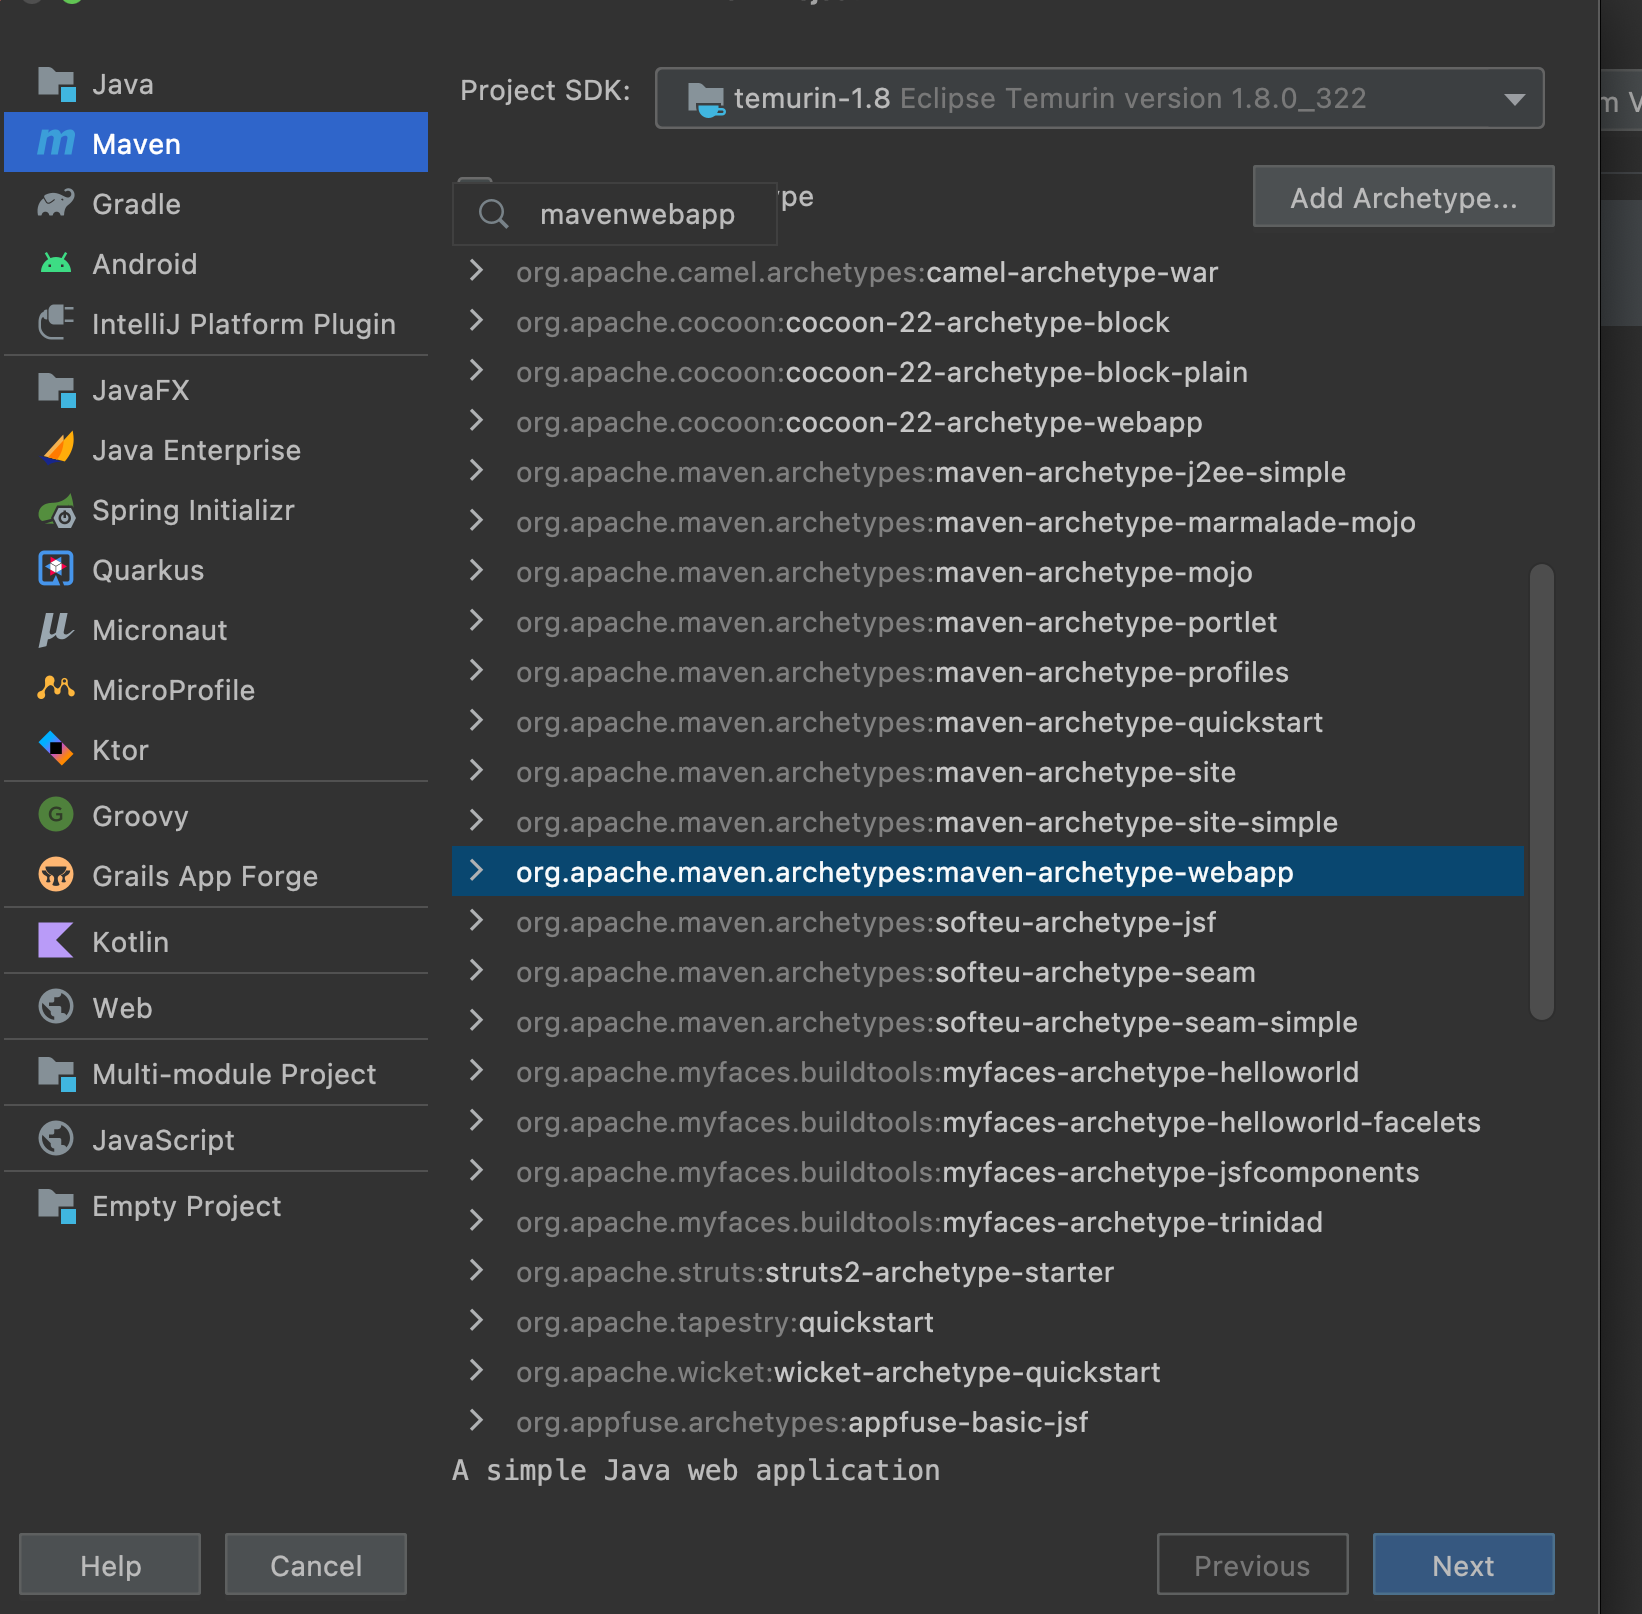 Java
Maven
Gradle
Android
IntelliJ Platform Plugin
JavaFX
Java Enterprise
Spring Initializr
Quarkus
Micronaut
MicroProfile
Ktor
Groovy
Grails App Forge
Kotlin
Web
Multi-module Project
JavaScript
Empty Project
Project SDK: temurin-1.8 Eclipse Temurin version 1.8.0_322
mavenwebapp
Add Archetype...
org.apache.camel.archetypes:camel-archetype-war
org.apache.cocoon:cocoon-22-archetype-block
org.apache.cocoon:cocoon-22-archetype-block-plain
org.apache.cocoon:cocoon-22-archetype-webapp
org.apache.maven.archetypes:maven-archetype-j2ee-simple
org.apache.maven.archetypes:maven-archetype-marmalade-mojo
org.apache.maven.archetypes:maven-archetype-mojo
org.apache.maven.archetypes:maven-archetype-portlet
org.apache.maven.archetypes:maven-archetype-profiles
org.apache.maven.archetypes:maven-archetype-quickstart
org.apache.maven.archetypes:maven-archetype-site
org.apache.maven.archetypes:maven-archetype-site-simple
org.apache.maven.archetypes:maven-archetype-webapp
org.apache.maven.archetypes:softeu-archetype-jsf
org.apache.maven.archetypes:softeu-archetype-seam
org.apache.maven.archetypes:softeu-archetype-seam-simple
org.apache.myfaces.buildtools:myfaces-archetype-helloworld
org.apache.myfaces.buildtools:myfaces-archetype-helloworld-facelets
org.apache.myfaces.buildtools:myfaces-archetype-jsfcomponents
org.apache.myfaces.buildtools:myfaces-archetype-trinidad
org.apache.struts:struts2-archetype-starter
org.apache.tapestry:quickstart
org.apache.wicket:wicket-archetype-quickstart
org.appfuse.archetypes:appfuse-basic-jsf
A simple Java web application
Help
Cancel
Previous
Next